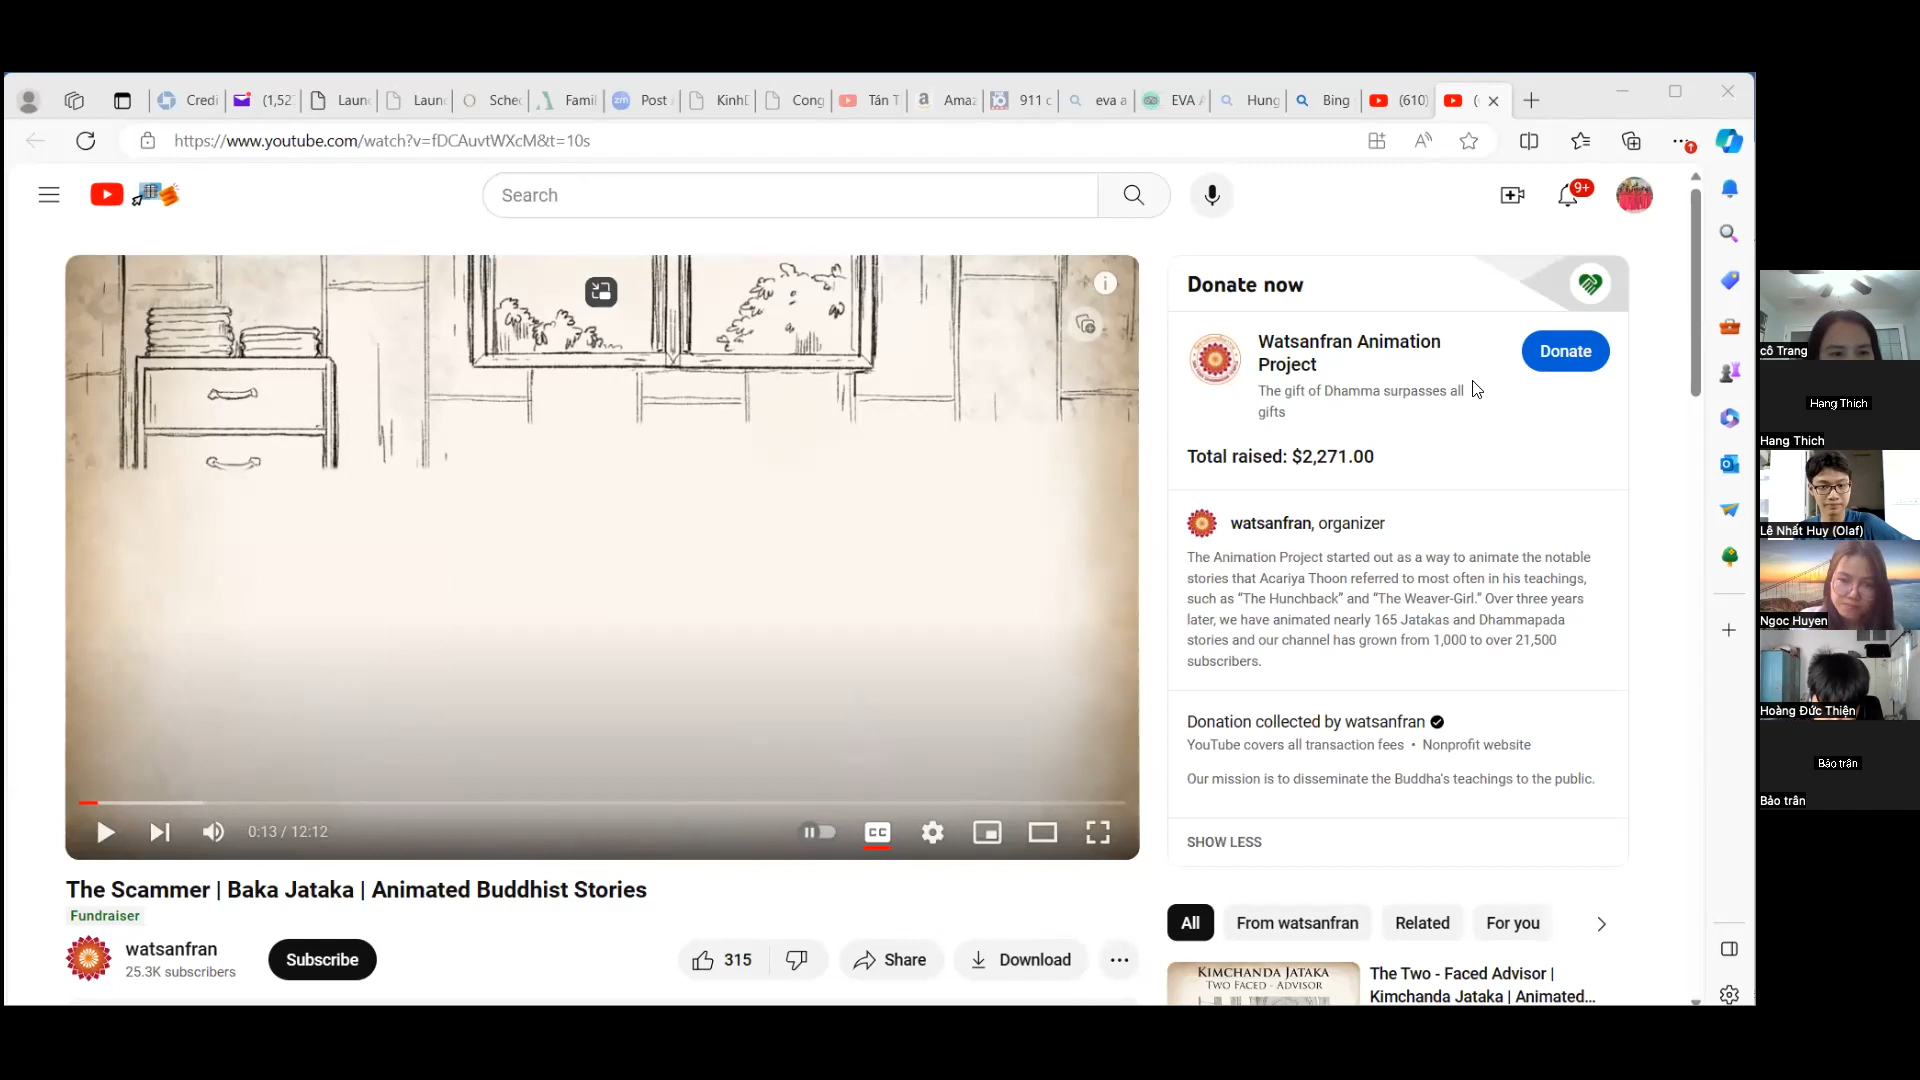 Credi
(1,52
Laun
Laun
Sche
Famil
zm
Post
KinhD
Cong
Tán T
Ama
911 c
eva a
EVA
Hung
Bing
(610)
(
https://www.youtube.com/watch?v=fDCAuvtWXcM&t=10s
Search
9+
Donate now
Watsanfran Animation
Project
Donate
The gift of Dhamma surpasses all
gifts
Total raised: $2,271.00
watsanfran, organizer
The Animation Project started out as a way to animate the notable
stories that Acariya Thoon referred to most often in his teachings,
such as “The Hunchback” and “The Weaver-Girl.” Over three years
later, we have animated nearly 165 Jatakas and Dhammapada
stories and our channel has grown from 1,000 to over 21,500
subscribers.
Donation collected by watsanfran
YouTube covers all transaction fees • Nonprofit website
Our mission is to disseminate the Buddha's teachings to the public.
SHOW LESS
0:13 / 12:12
CC
The Scammer | Baka Jataka | Animated Buddhist Stories
Fundraiser
watsanfran
25.3K subscribers
Subscribe
315
Share
Download
All
From watsanfran
Related
For you
KIMCHANDA JATAKA
TWO FACED - ADVISOR
The Two - Faced Advisor |
Kimchanda Jataka | Animated...
cô Trang
Hang Thich
Hang Thich
Lê Nhất Huy (Olaf)
Ngoc Huyen
Hoàng Đức Thiện
Bảo trân
Bảo trân